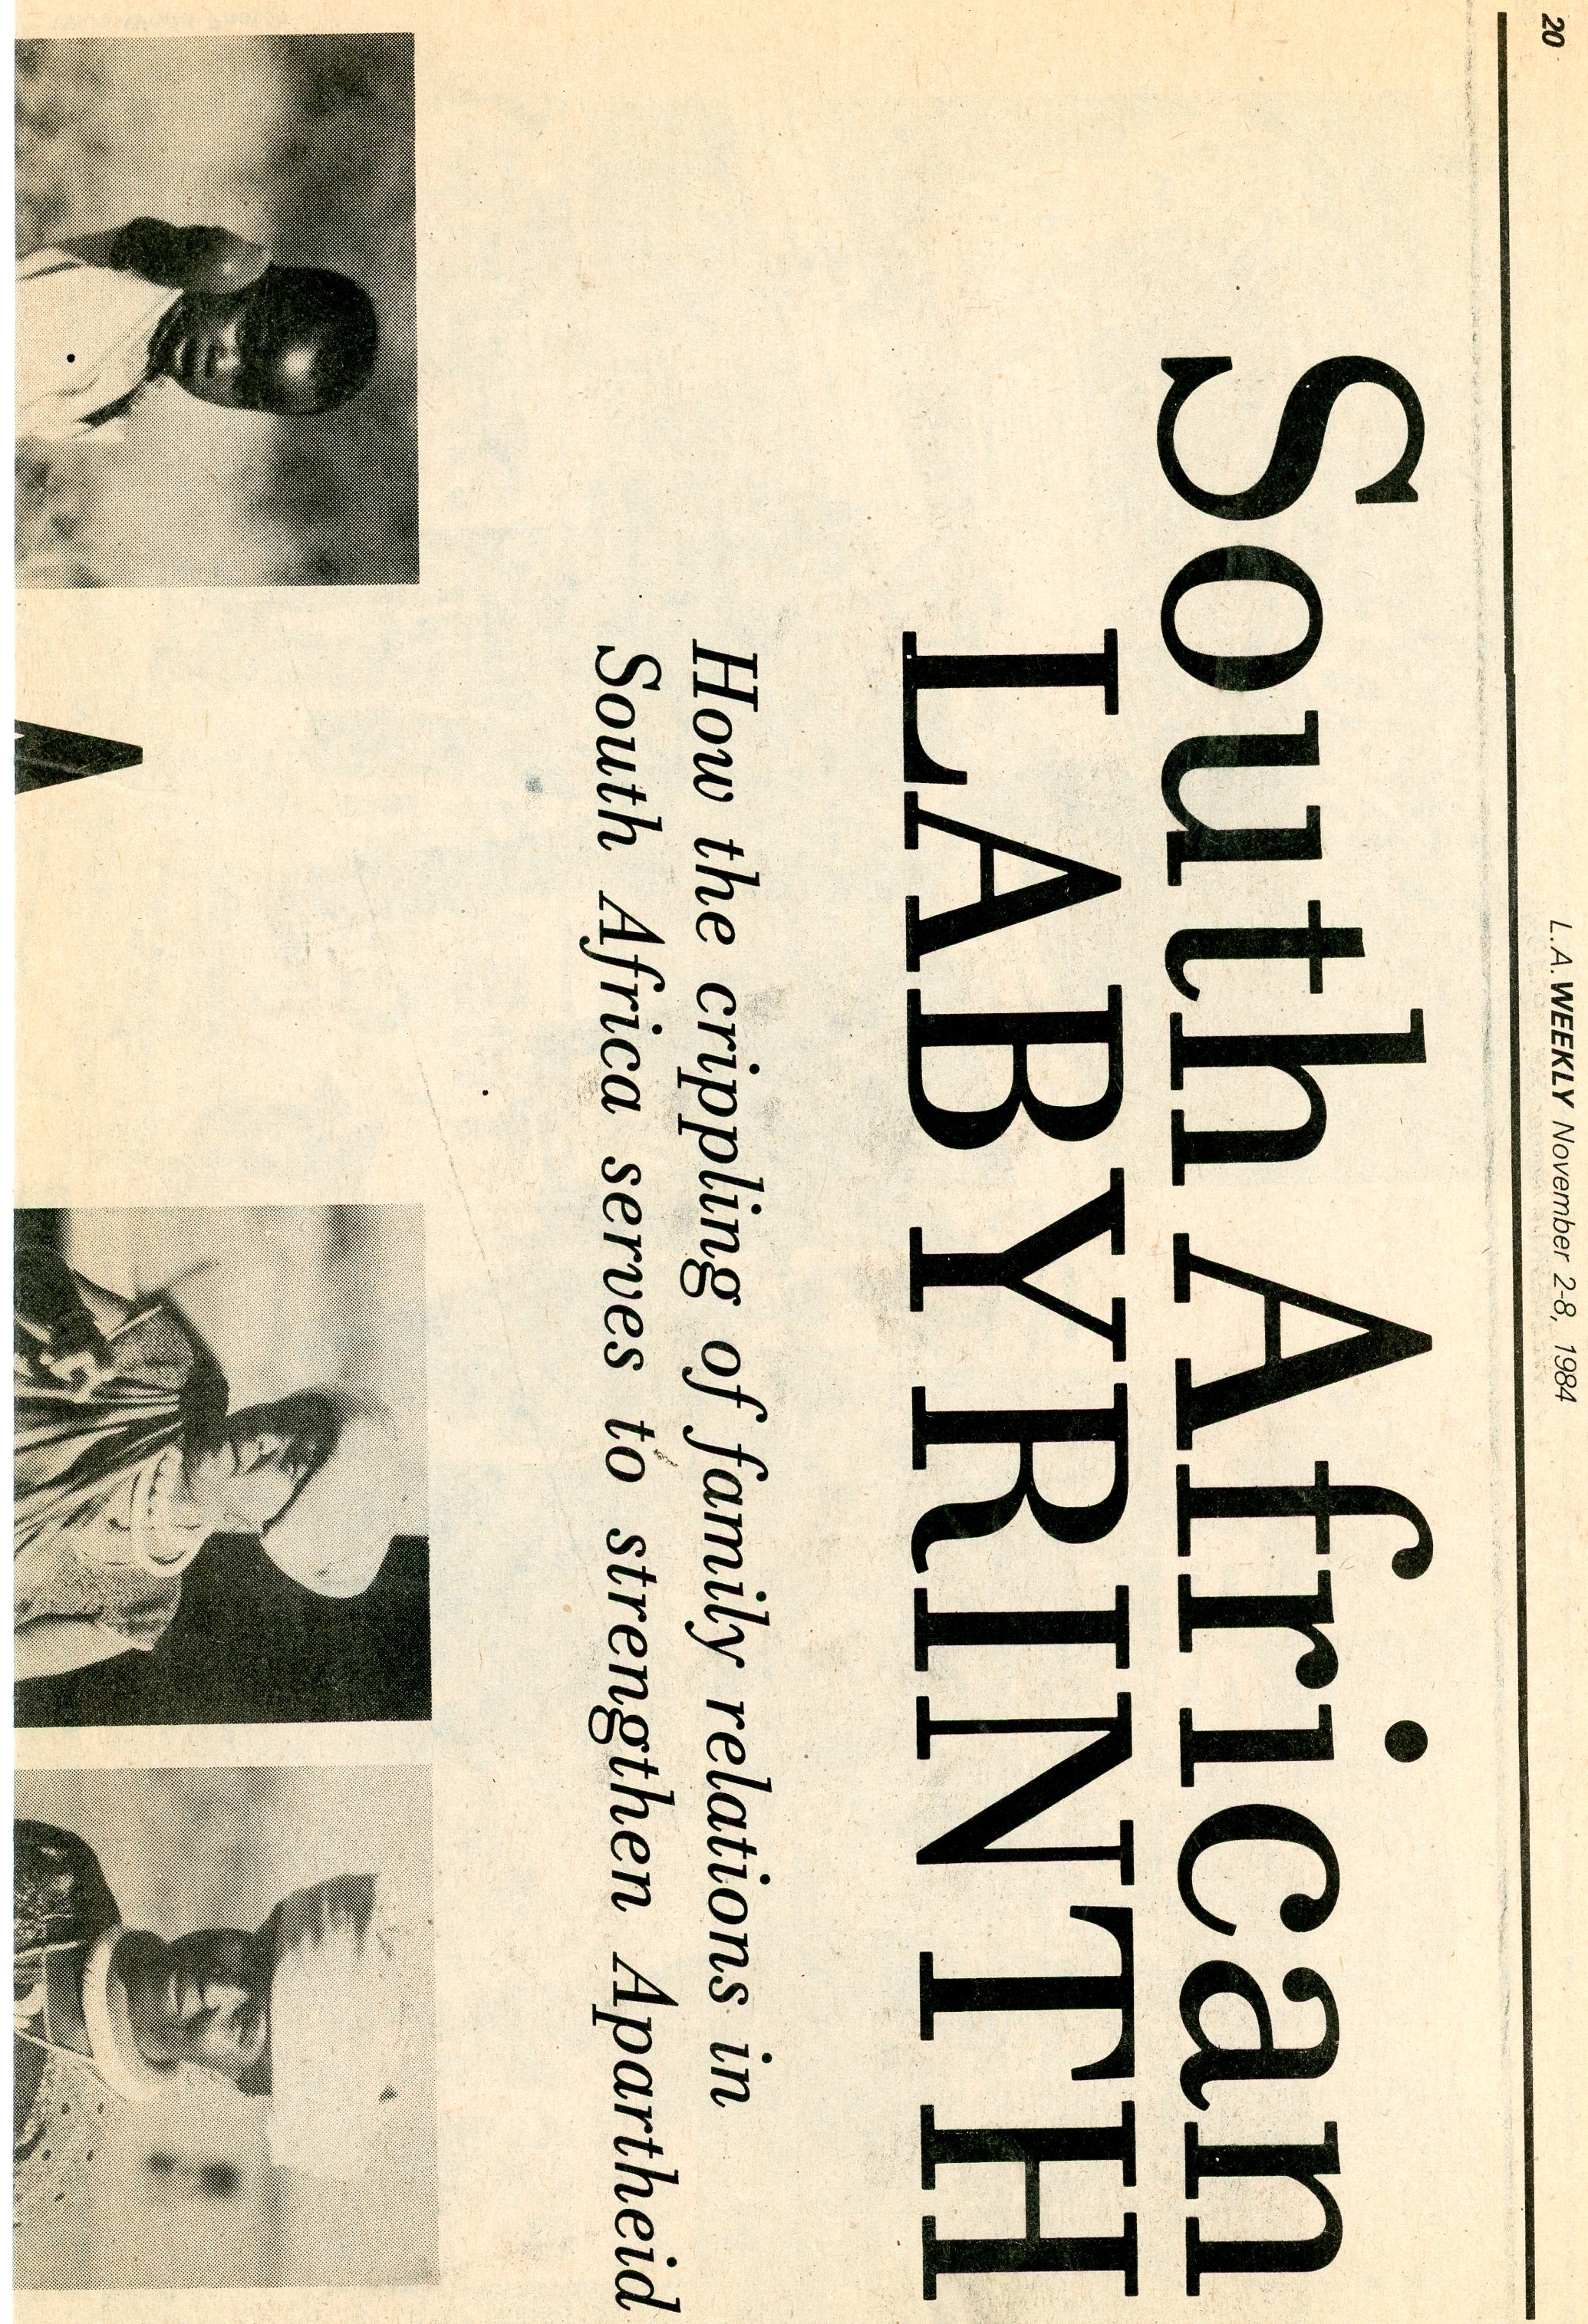 20
L.A.WEEKLY November 2-8, 1984
South African
LABYRINTH
How the crippling of family relations in
South Africa serves to strengthen Apartheid
A